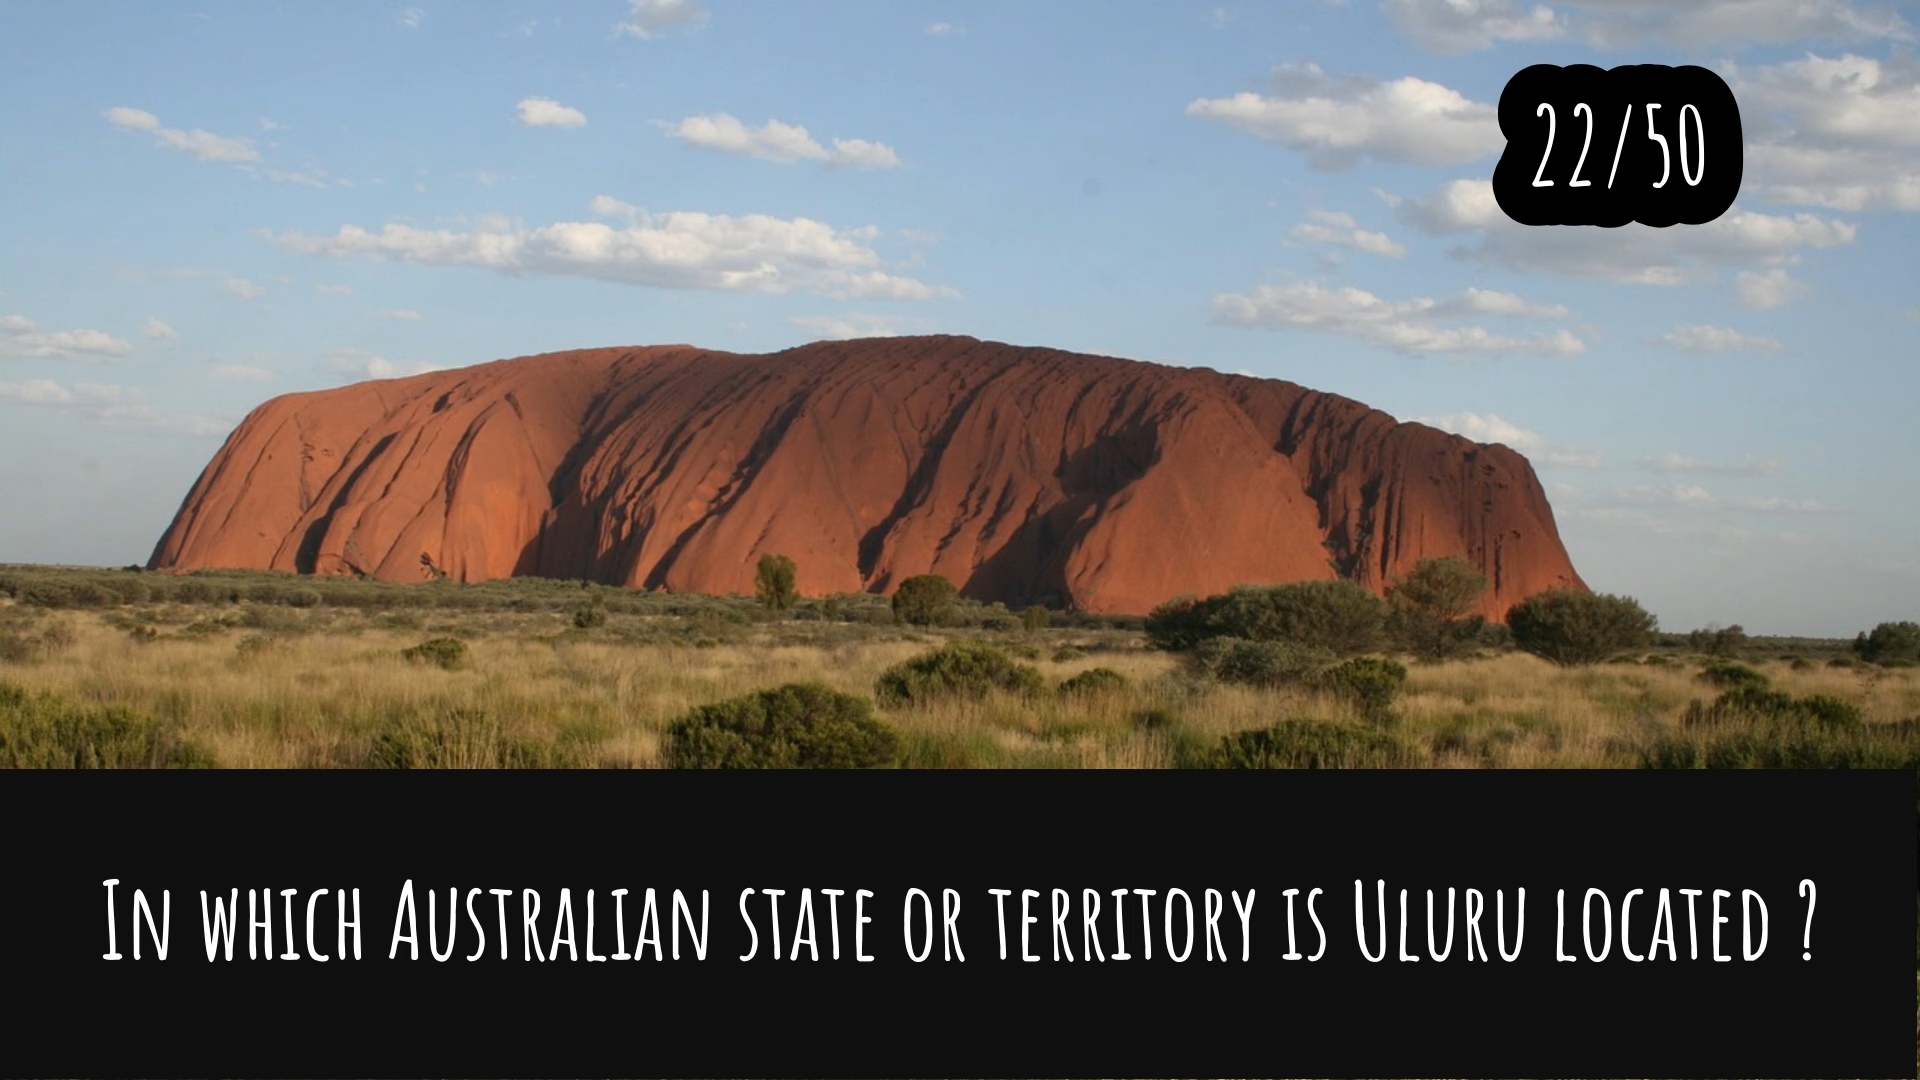 22/50
In which Australian state or territory is Uluru located ?